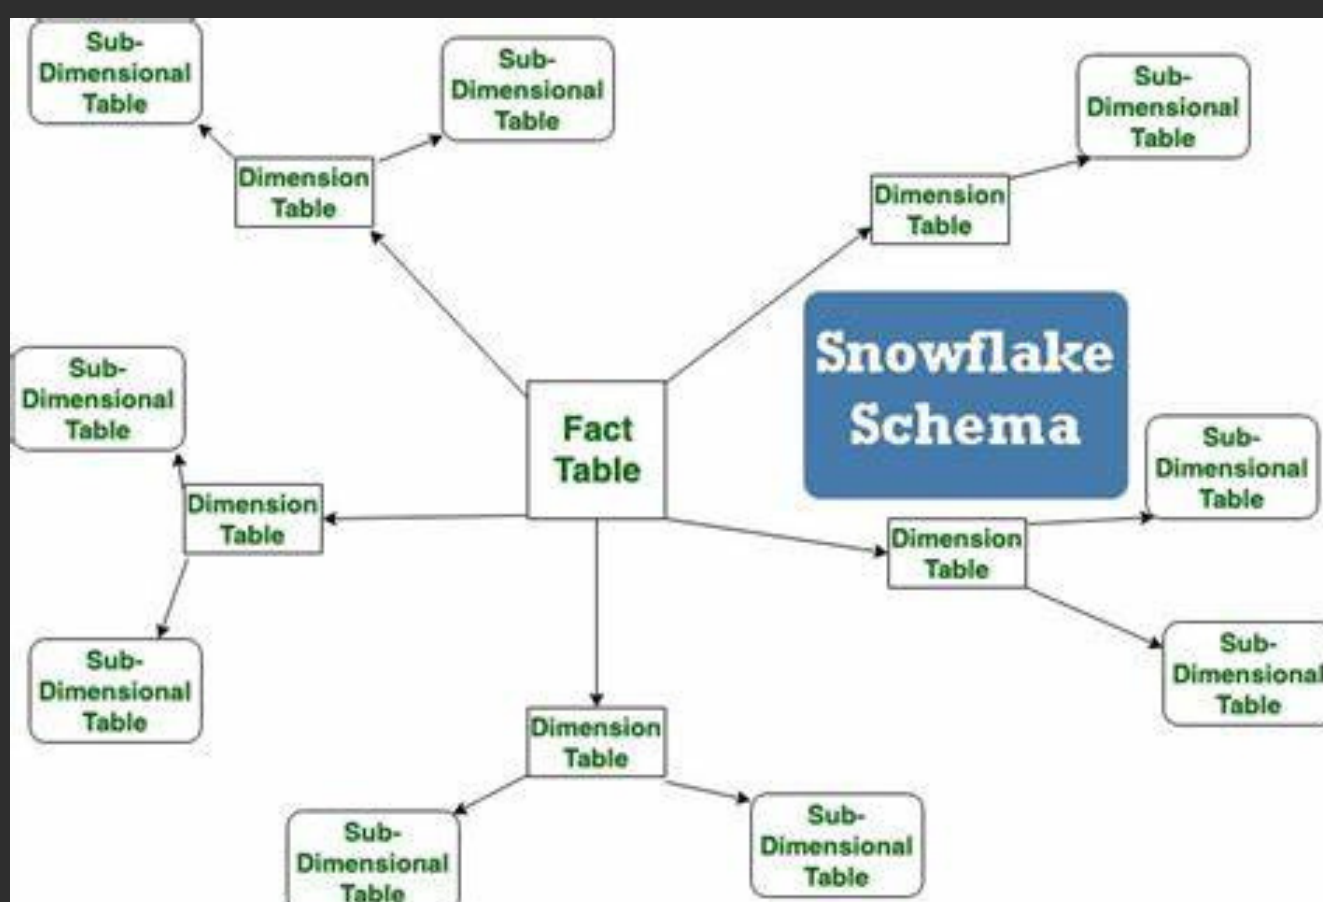 Sub-
Dimensional
Table
Sub-
Dimensional
Table
Sub-
Dimensional
Table
Dimension
Table
Dimension
Table
Snowflake
Schema
Sub-
Dimensional
Table
Fact
Table
Sub-
Dimensional
Table
Dimension
Table
Dimension
Table
Sub-
Dimensional
Table
Sub-
Dimensional
Table
Dimension
Table
Sub-
Dimensional
Table
Sub-
Dimensional
Table